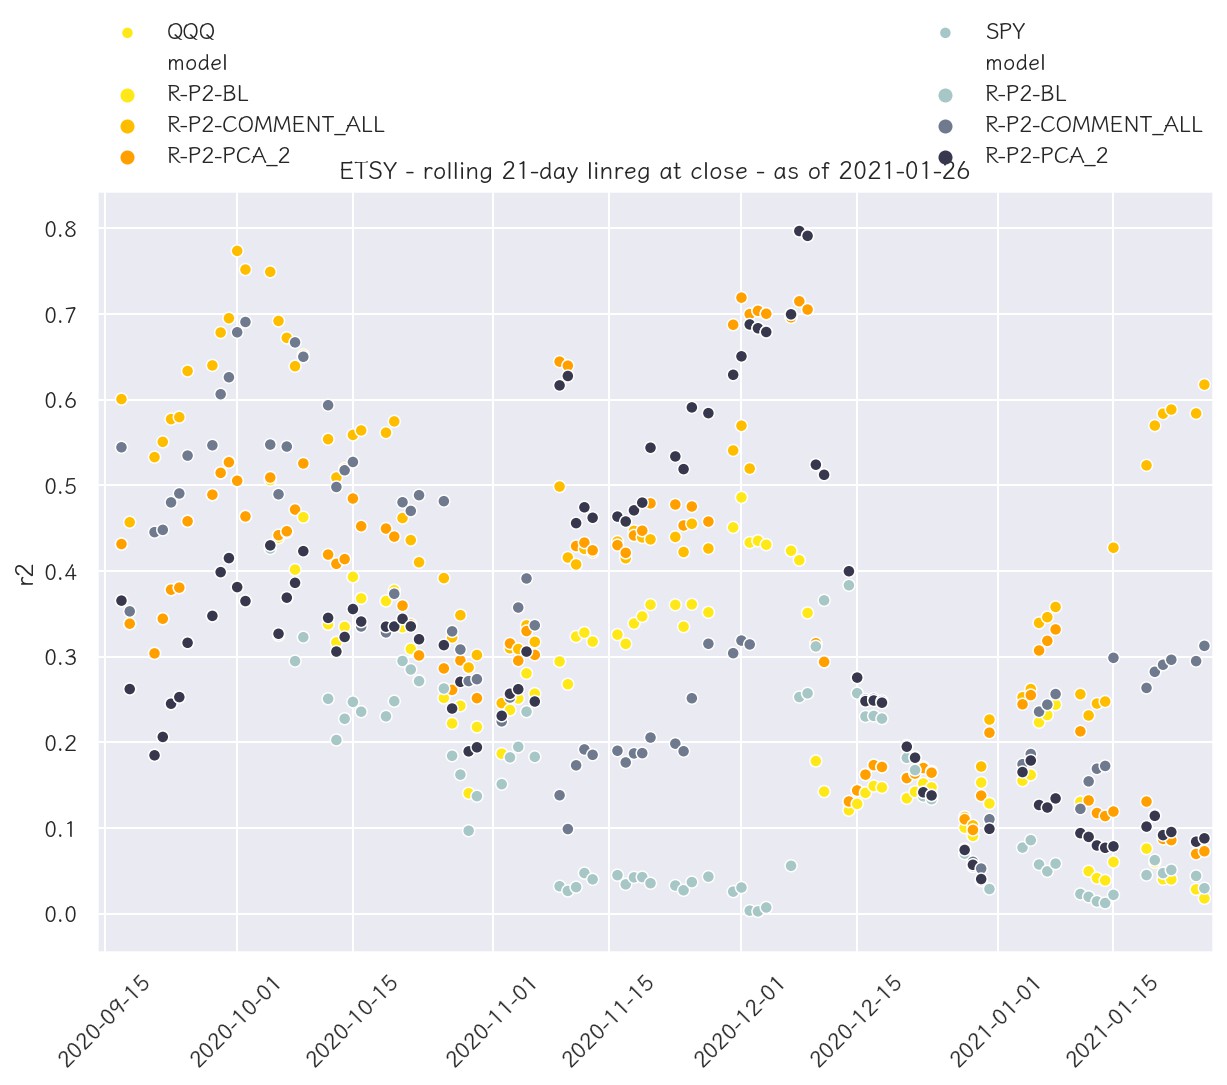 QQQ
model
R-P2-BL
R-P2-COMMENT_ALL
R-P2-PCA_2
SPY
model
R-P2-BL
R-P2-COMMENT_ALL
R-P2-PCA_2
ETSY - rolling 21-day linreg at close - as of 2021-01-26
r2
0.8
0.7
0.6
0.5
0.4
0.3
0.2
0.1
0.0
2020-09-15
2020-10-01
2020-10-15
2020-11-01
2020-11-15
2020-12-01
2020-12-15
2021-01-01
2021-01-15